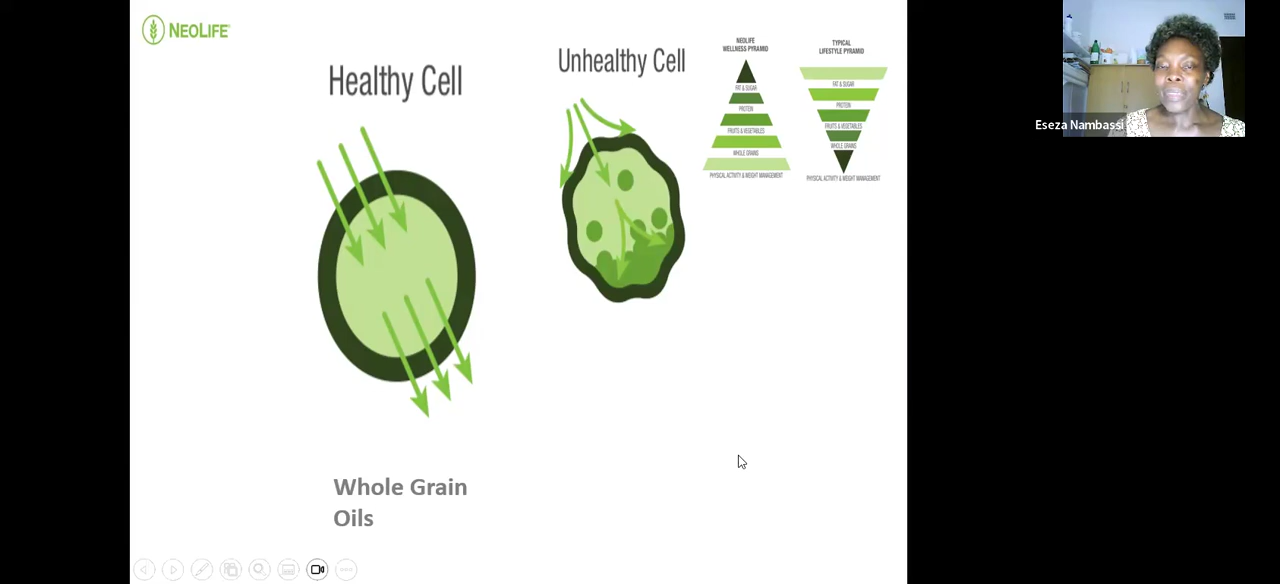 NEOLIFE
Healthy Cell
Unhealthy Cell
NEOLIFE
WELLNESS PYRAMID
FAT & SUGAR
PROTEIN
FRUITS & VEGETABLES
WHOLE GRAINS
PHYSICAL ACTIVITY & WEIGHT MANAGEMENT
TYPICAL
LIFESTYLE PYRAMID
FAT & SUGAR
PROTEIN
FRUITS & VEGETABLES
WHOLE GRAINS
PHYSICAL ACTIVITY & WEIGHT MANAGEMENT
Eseza Nambassi
Whole Grain
Oils